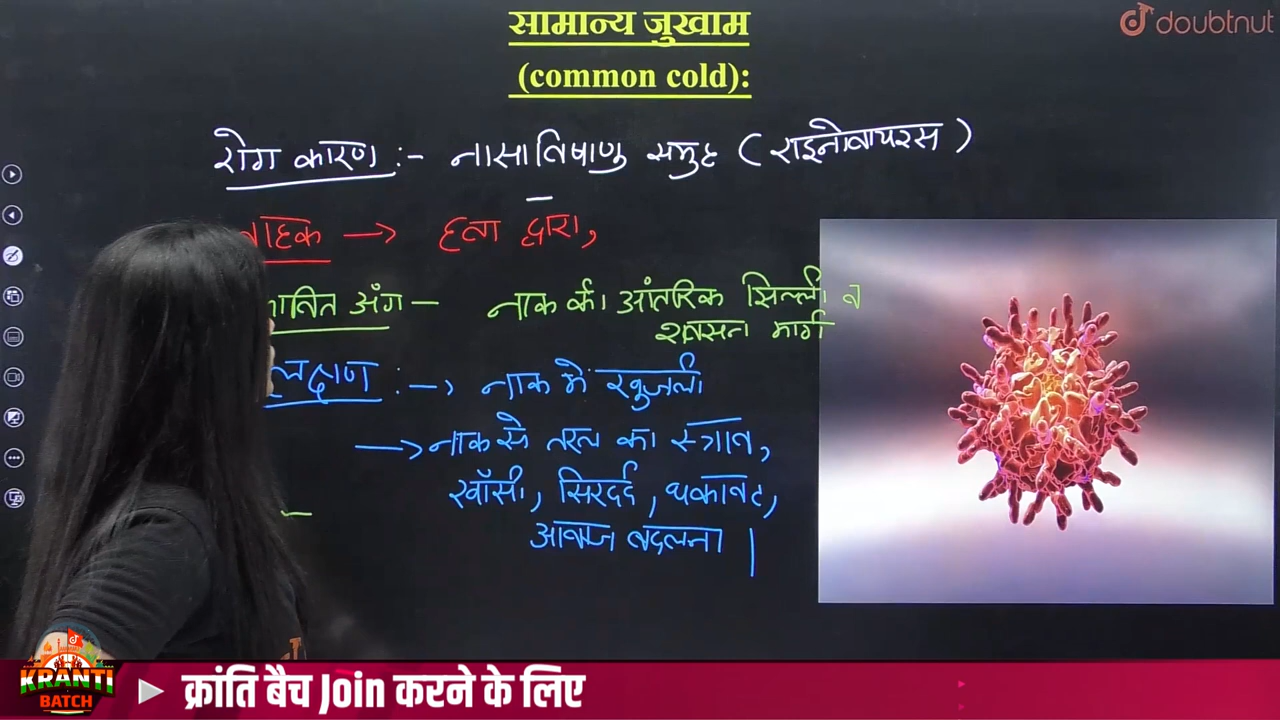 सामान्य जुखाम
doubtnut
(common cold):
रोग कारण :- नासाविषाणु समुह (राइनोवायरस)
वाहक → हवा द्वारा,
अंग – नाक की आंतरिक झिल्ली व
श्वसन मार्ग
लक्षण :-→ नाक में खुजली
→ नाक से तरल का स्त्राव,
खाँसी, सिरदर्द, थकावट,
आवाज बदलना |
KRANTI
BATCH
क्रांति बैच Join करने के लिए